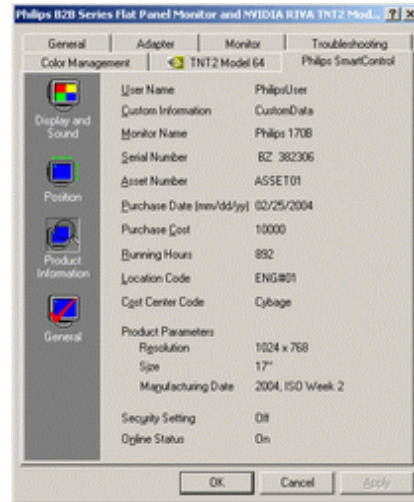 Philips B2B Series Flat Panel Monitor and NVIDIA RIVA TNT2 Mod...
General Adapter Monitor Troubleshooting
Color Management TNT2 Model 64 Philips SmartControl
Display and Sound
Position
Product Information
General
User Name PhilipsUser
Custom Information CustomData
Monitor Name Philips 170B
Serial Number BZ 382306
Asset Number ASSET01
Purchase Date (mm/dd/yy) 02/25/2004
Purchase Cost 10000
Running Hours 892
Location Code ENG#01
Cost Center Code Cybage
Product Parameters
Resolution 1024 x 768
Size 17"
Manufacturing Date 2004, ISO Week 2
Security Setting Off
Online Status On
OK Cancel Apply